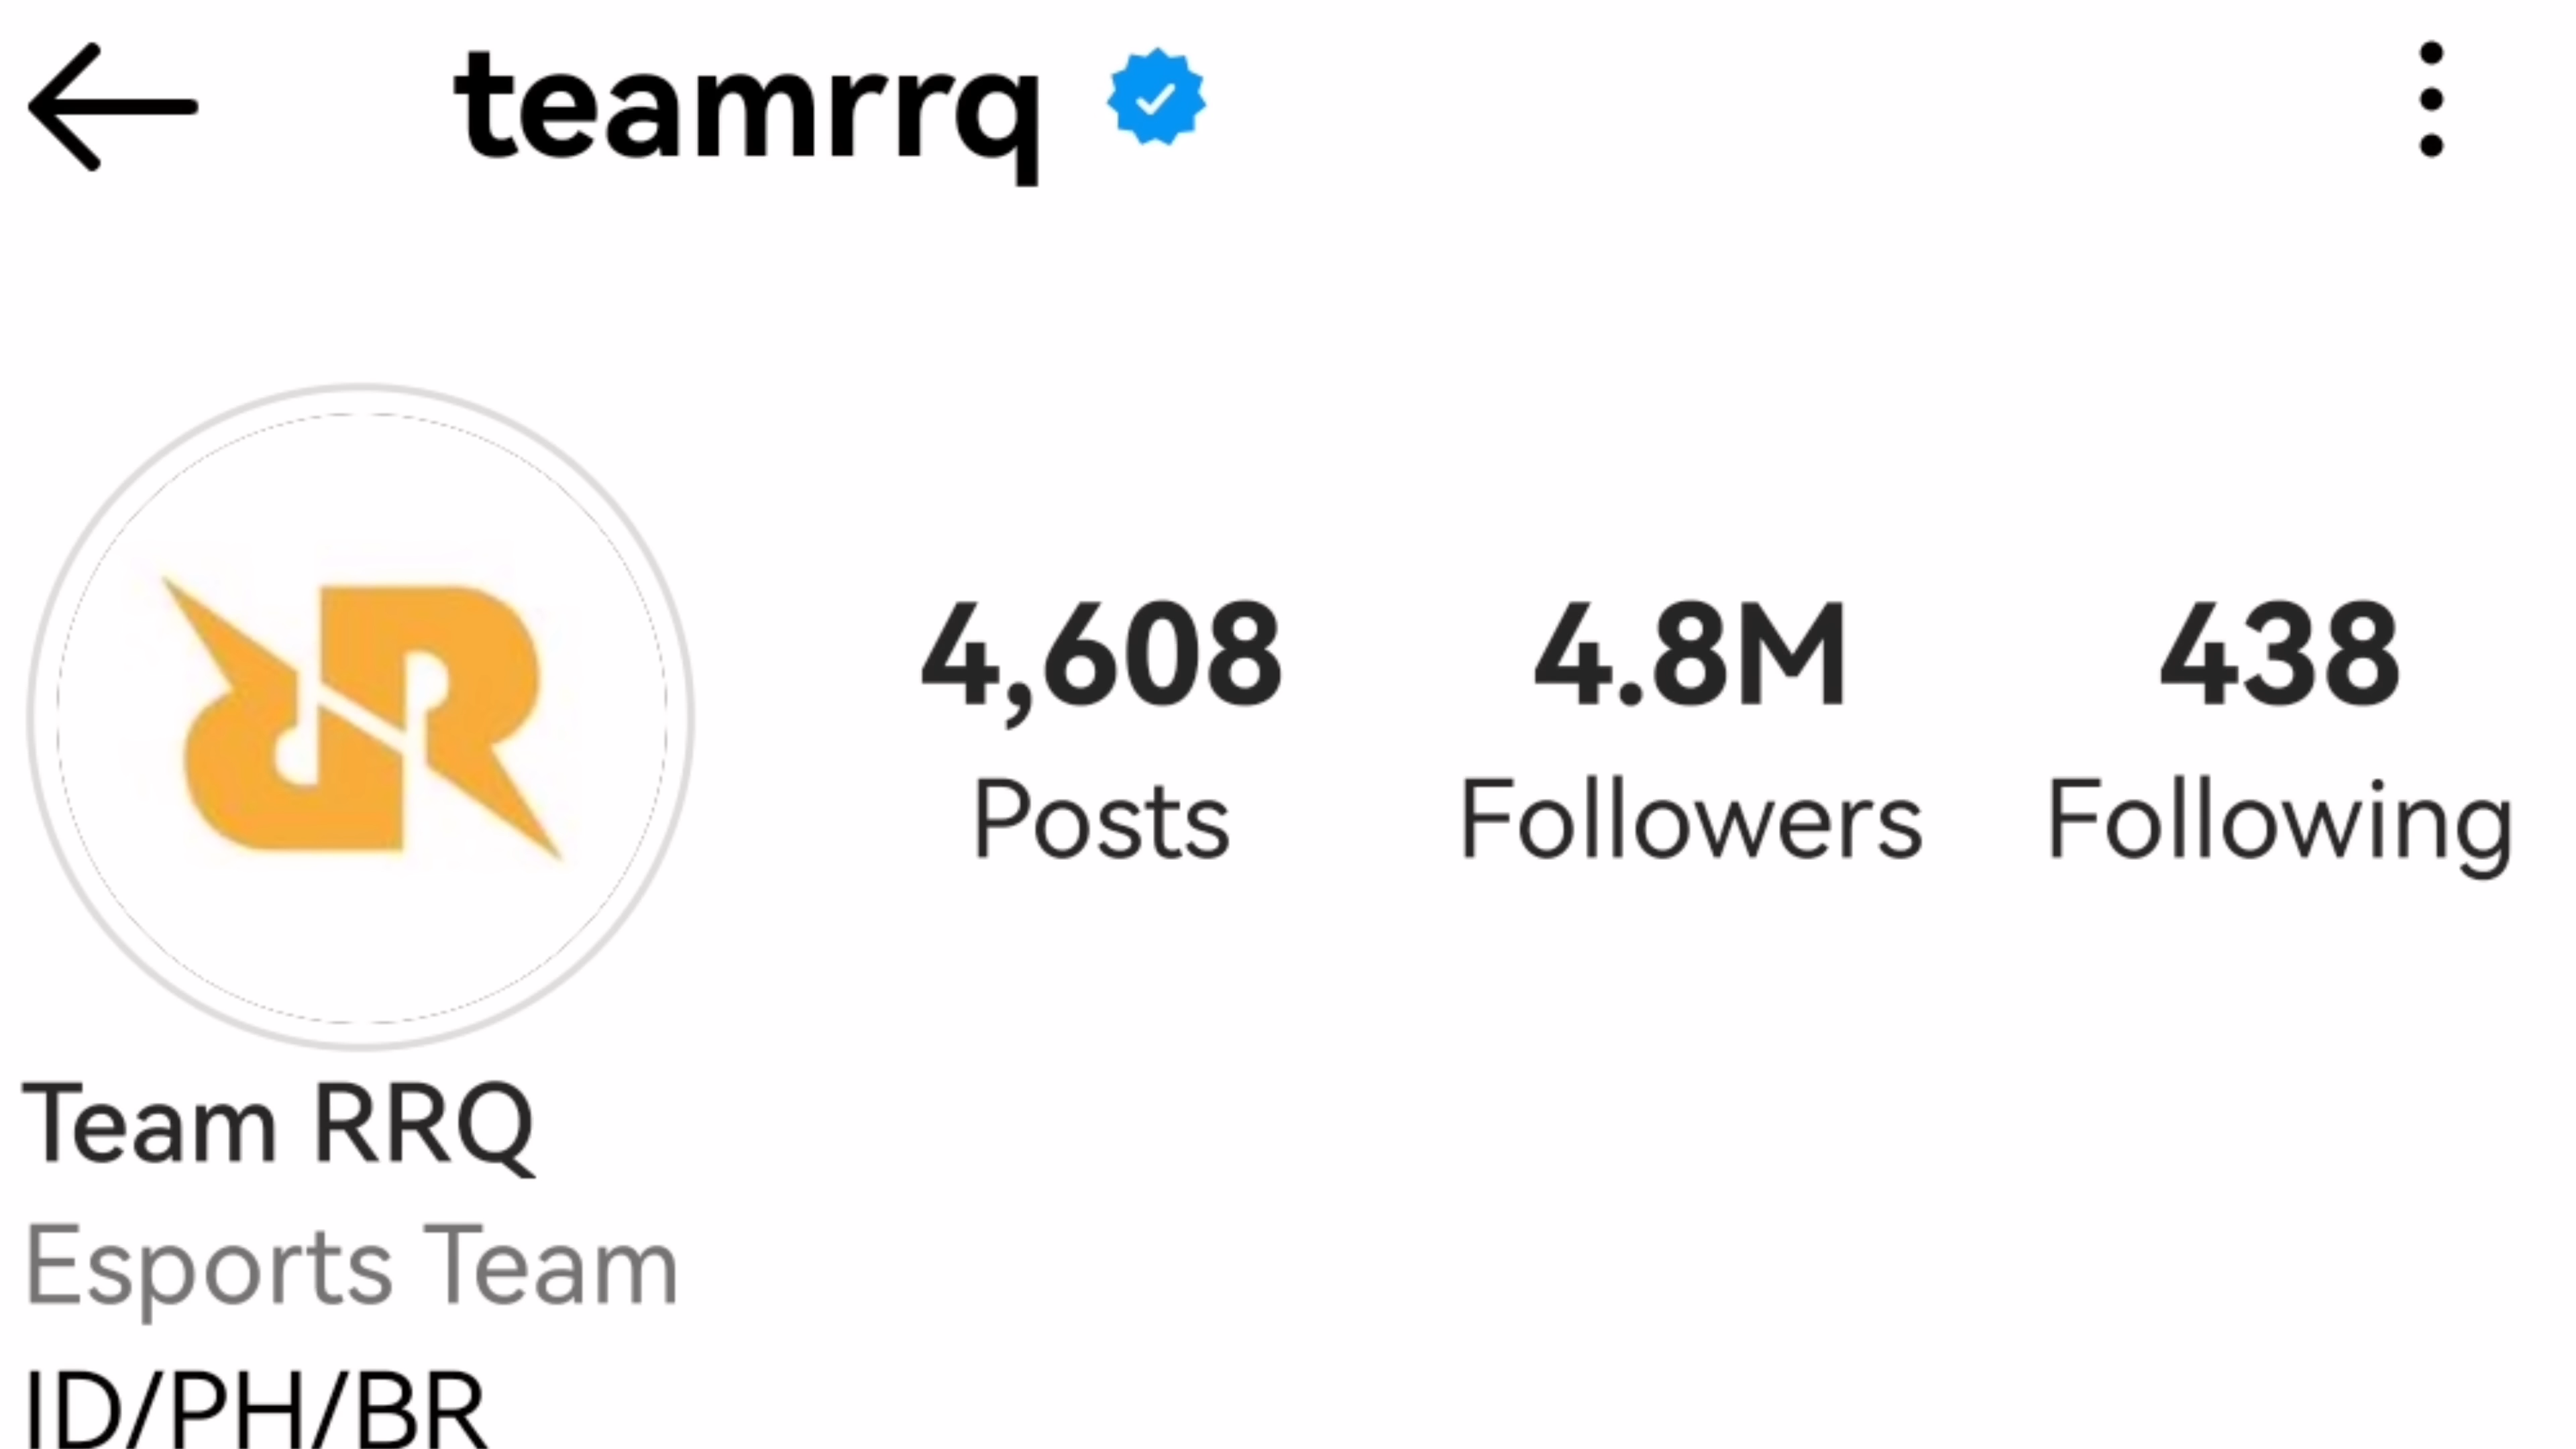 teamrrq
4,608 4.8M 438
Posts Followers Following
Team RRQ
Esports Team
ID/PH/BR